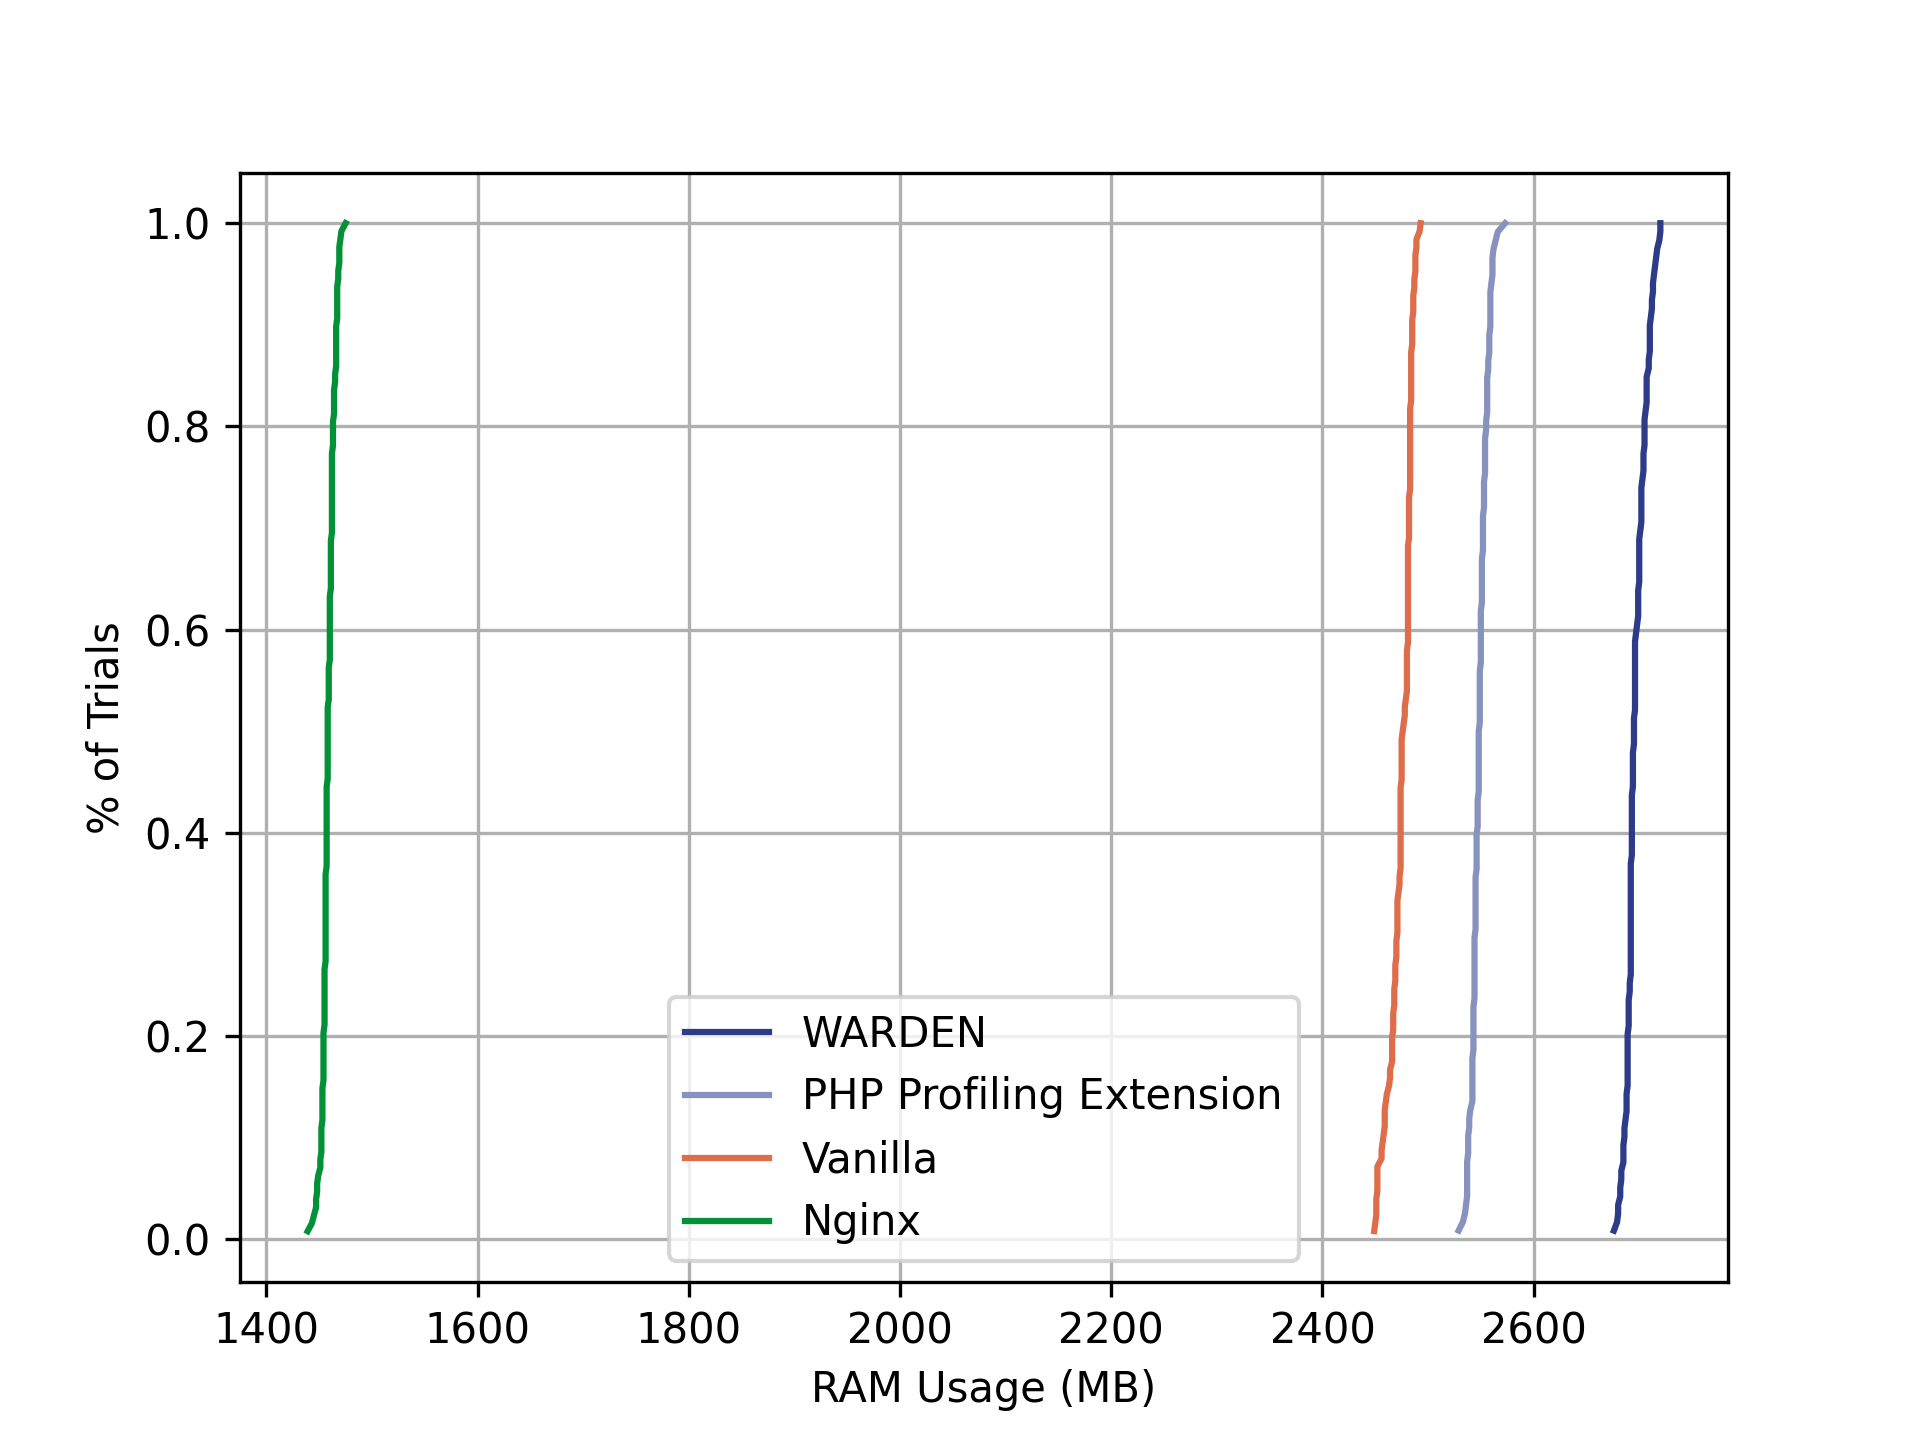 1.0
0.8
0.6
0.4
0.2
0.0
% of Trials
WARDEN
PHP Profiling Extension
Vanilla
Nginx
1400 1600 1800 2000 2200 2400 2600
RAM Usage (MB)